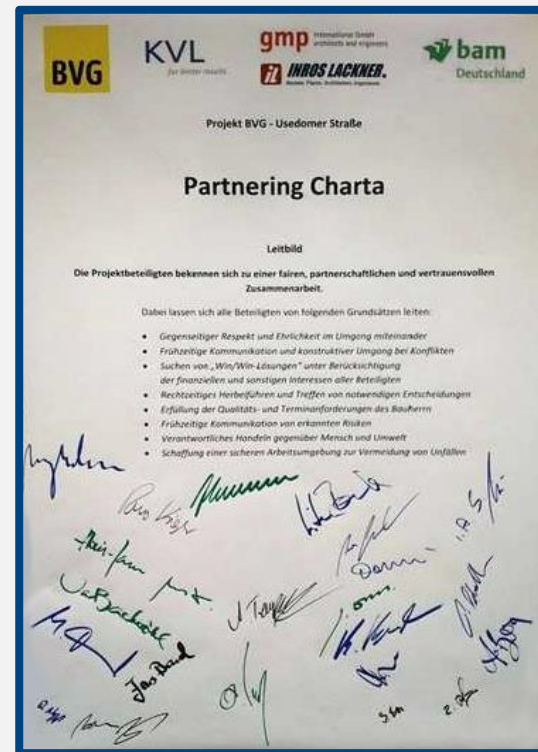 BVG
KVL
for better results
gmp International GmbH
architects and engineers
INROS LACKNER.
bam
Deutschland
Projekt BVG - Usedomer Straße
Partnering Charta
Leitbild
Die Projektbeteiligten bekennen sich zu einer fairen, partnerschaftlichen und vertrauensvollen
Zusammenarbeit.
Dabei lassen sich alle Beteiligten von folgenden Grundsätzen leiten:
• Gegenseitiger Respekt und Ehrlichkeit im Umgang miteinander
• Frühzeitige Kommunikation und konstruktiver Umgang bei Konflikten
• Suchen von „Win/Win-Lösungen" unter Berücksichtigung
der finanziellen und sonstigen Interessen aller Beteiligten
• Rechtzeitiges Herbeiführen und Treffen von notwendigen Entscheidungen
• Erfüllung der Qualitäts- und Terminanforderungen des Bauherrn
• Frühzeitige Kommunikation von erkannten Risiken
• Verantwortliches Handeln gegenüber Mensch und Umwelt
• Schaffung einer sicheren Arbeitsumgebung zur Vermeidung von Unfällen